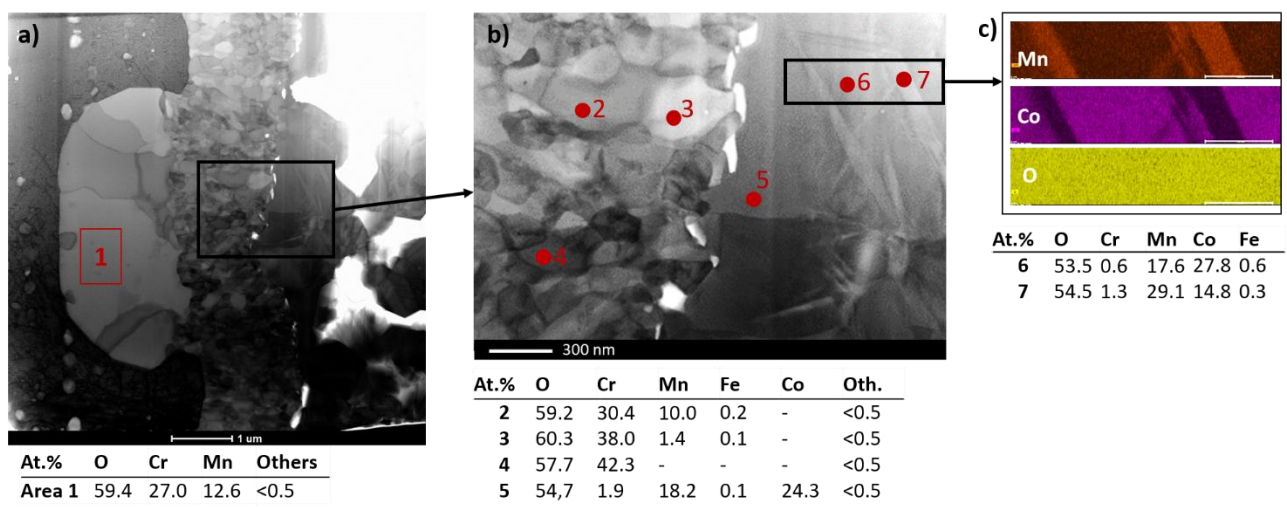 a)
1
1 um
At.% O Cr Mn Others
Area 1 59.4 27.0 12.6 <0.5
b)
2
3
4
5
6
7
300 nm
At.% O Cr Mn Fe Co Oth.
2 59.2 30.4 10.0 0.2 - <0.5
3 60.3 38.0 1.4 0.1 - <0.5
4 57.7 42.3 - - - <0.5
5 54,7 1.9 18.2 0.1 24.3 <0.5
c)
Mn
Co
O
At.% O Cr Mn Co Fe
6 53.5 0.6 17.6 27.8 0.6
7 54.5 1.3 29.1 14.8 0.3